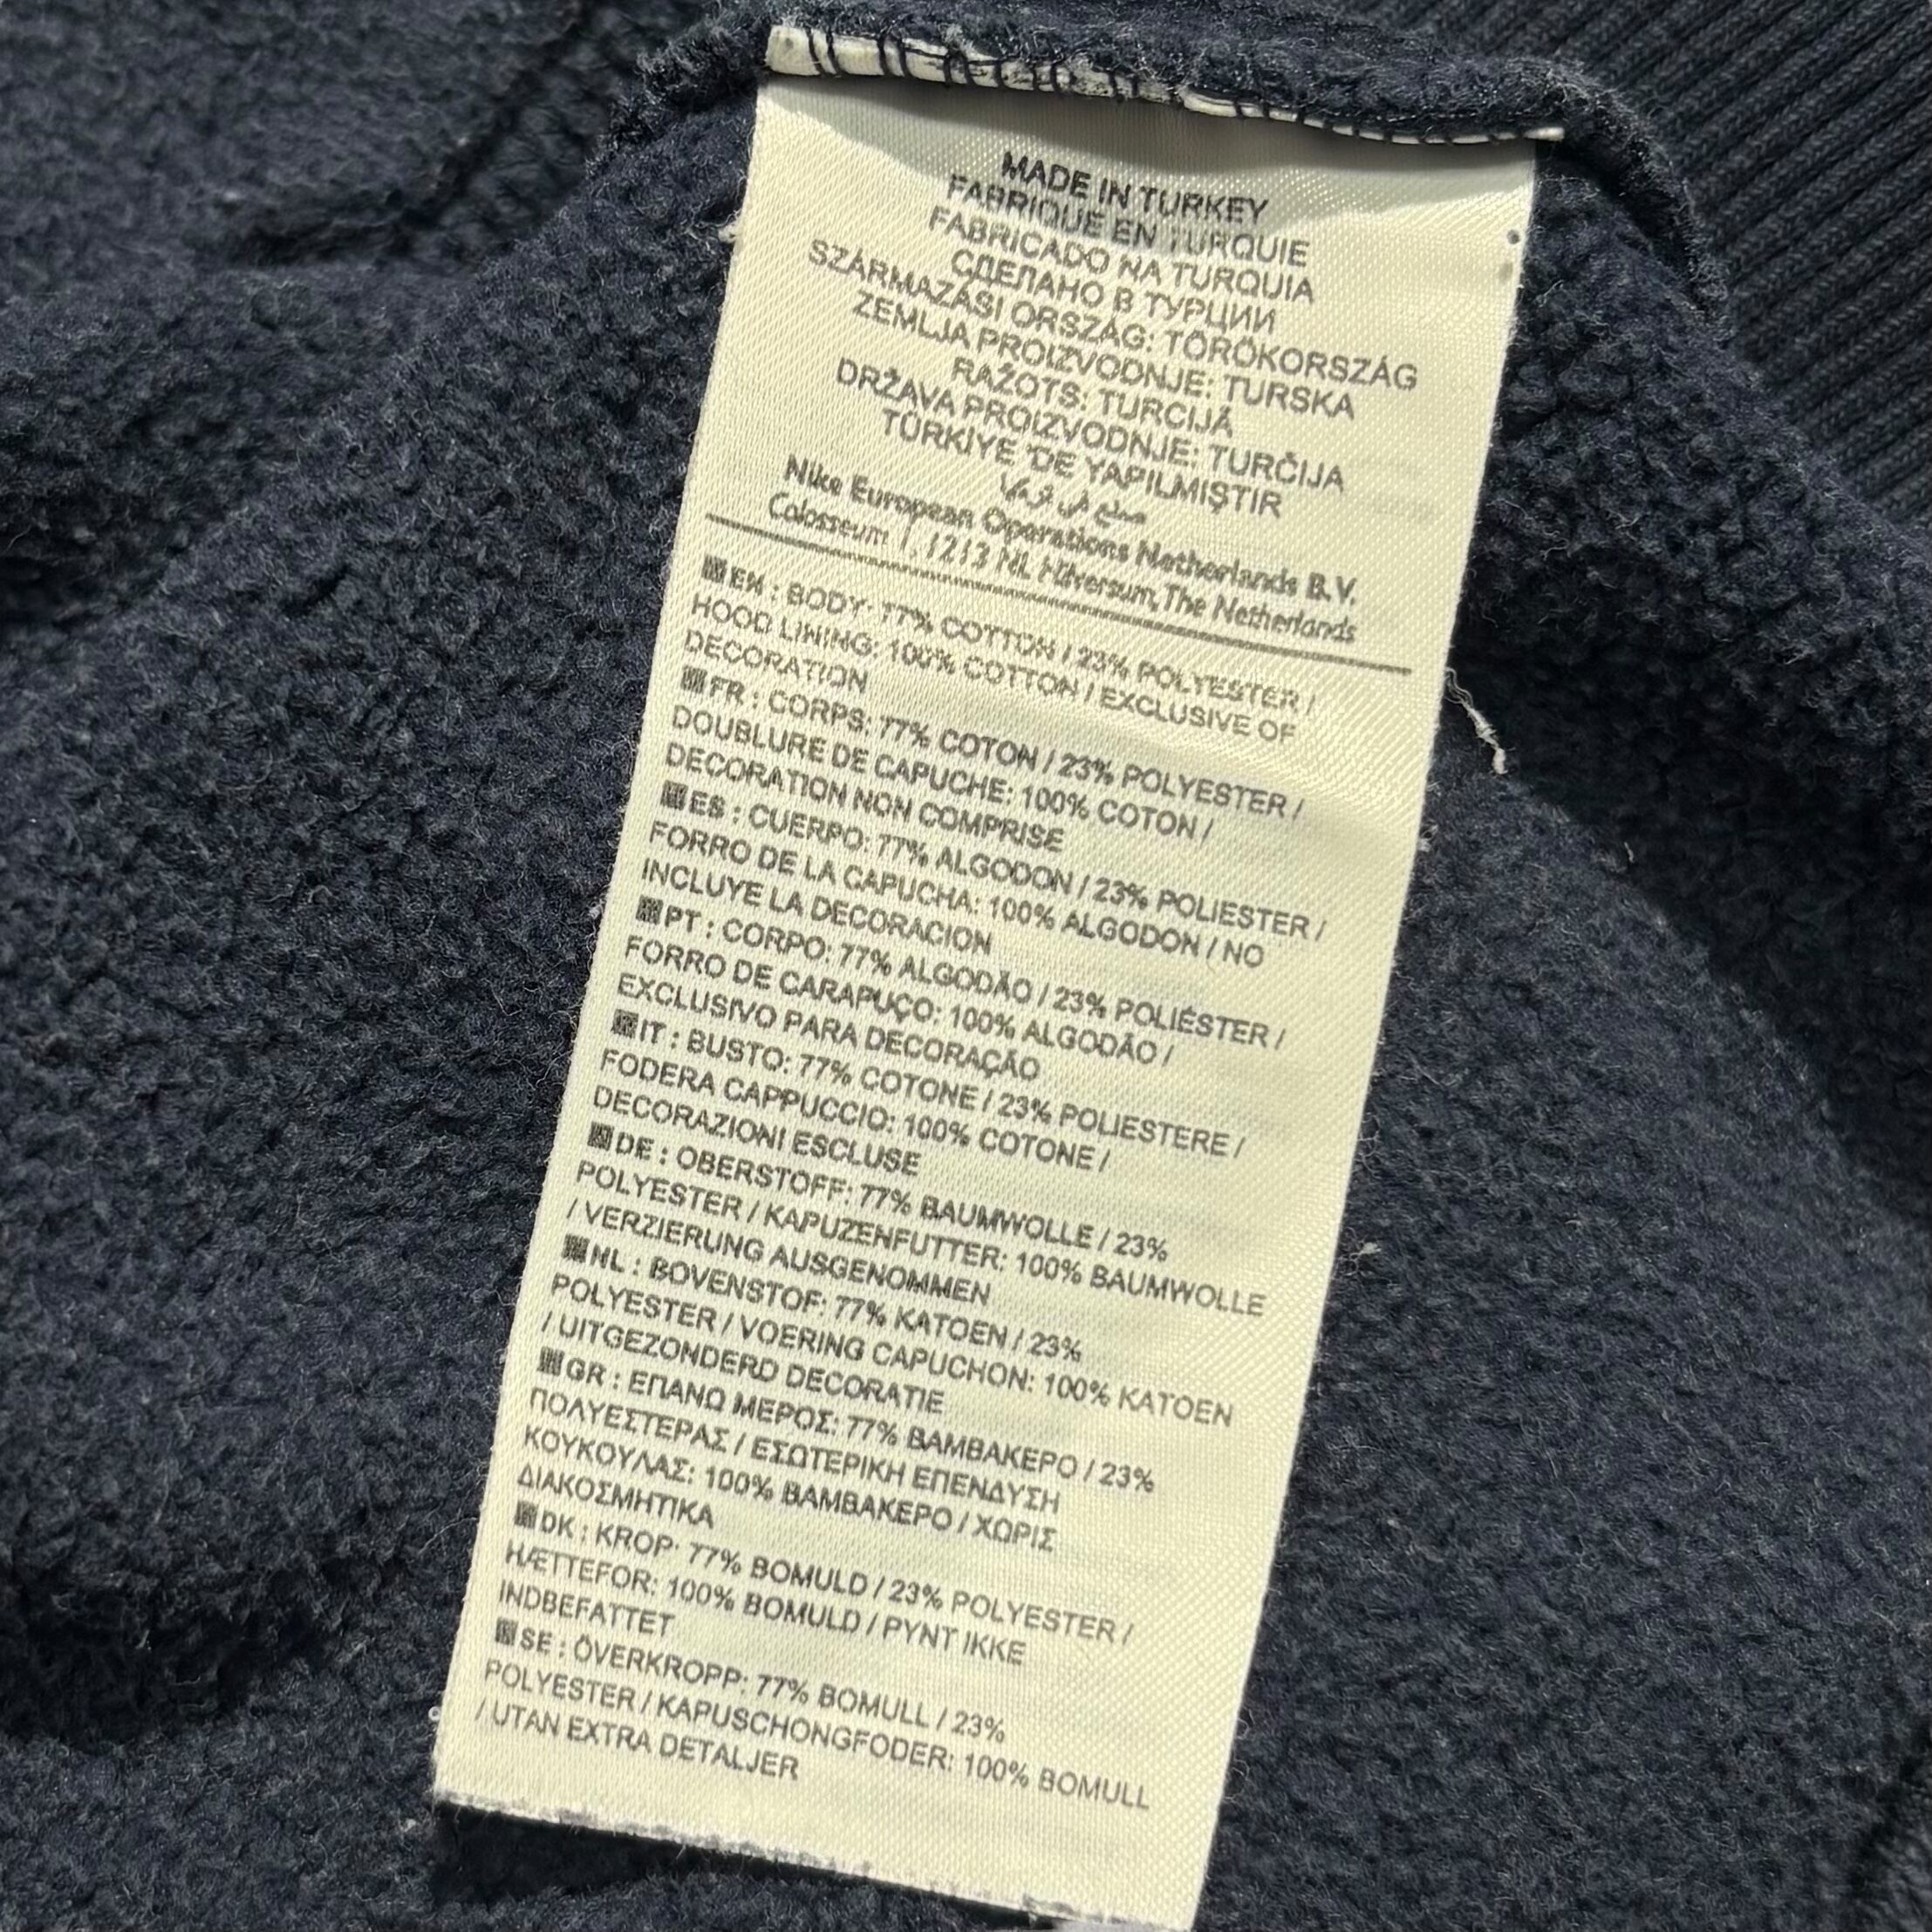 MADE IN TURKEY
FABRIQUE EN TURQUIE
FABRICADO NA TURQUIA
СДЕЛАНО В ТУРЦИИ
SZÁRMAZÁSI ORSZÁG: TÖRÖKORSZÁG
ZEMLJA PROIZVODNJE: TURSKA
RAŽOTS: TURCIJĀ
DRŽAVA PROIZVODNJE: TURČIJA
TÜRKİYE 'DE YAPILMIŞTIR
Nike European Operations Netherlands B.V.
Colosseum 1, 1213 NL Hilversum, The Netherlands
EN : BODY: 77% COTTON / 23% POLYESTER /
HOOD LINING: 100% COTTON / EXCLUSIVE OF
DECORATION
FR : CORPS: 77% COTON / 23% POLYESTER /
DOUBLURE DE CAPUCHE: 100% COTON /
DECORATION NON COMPRISE
ES : CUERPO: 77% ALGODON / 23% POLIESTER /
FORRO DE LA CAPUCHA: 100% ALGODON / NO
INCLUYE LA DECORACION
PT : CORPO: 77% ALGODÃO / 23% POLIÉSTER /
FORRO DE CARAPUÇO: 100% ALGODÃO /
EXCLUSIVO PARA DECORAÇÃO
IT : BUSTO: 77% COTONE / 23% POLIESTERE /
FODERA CAPPUCCIO: 100% COTONE /
DECORAZIONI ESCLUSE
DE : OBERSTOFF: 77% BAUMWOLLE / 23%
POLYESTER / KAPUZENFUTTER: 100% BAUMWOLLE
/ VERZIERUNG AUSGENOMMEN
NL : BOVENSTOF: 77% KATOEN / 23%
POLYESTER / VOERING CAPUCHON: 100% KATOEN
/ UITGEZONDERD DECORATIE
GR : ΕΠΑΝΩ ΜΕΡΟΣ: 77% ΒΑΜΒΑΚΕΡΟ / 23%
ΠΟΛΥΕΣΤΕΡΑΣ / ΕΣΩΤΕΡΙΚΗ ΕΠΕΝΔΥΣΗ
ΚΟΥΚΟΥΛΑΣ: 100% ΒΑΜΒΑΚΕΡΟ / ΧΩΡΙΣ
ΔΙΑΚΟΣΜΗΤΙΚΑ
DK : KROP: 77% BOMULD / 23% POLYESTER /
HÆTTEFOR: 100% BOMULD / PYNT IKKE
INDBEFATTET
SE : ÖVERKROPP: 77% BOMULL / 23%
POLYESTER / KAPUSCHONGFODER: 100% BOMULL
/ UTAN EXTRA DETALJER